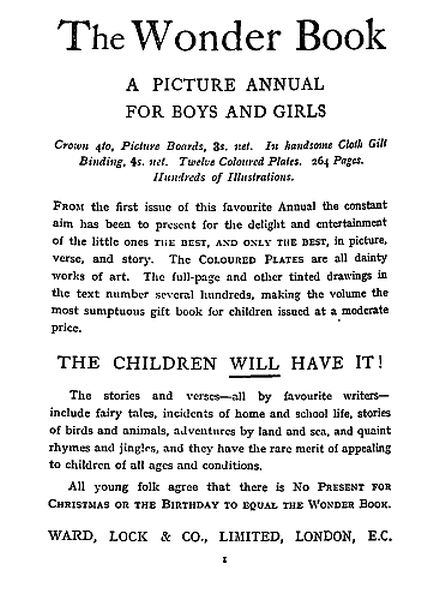 The Wonder Book
A PICTURE ANNUAL
FOR BOYS AND GIRLS
Crown 4to, Picture Boards, 3s. net. In handsome Cloth Gilt
Binding, 4s. net. Twelve Coloured Plates. 264 Pages.
Hundreds of Illustrations.
FROM the first issue of this favourite Annual the constant
aim has been to present for the delight and entertainment
of the little ones THE BEST, AND ONLY THE BEST, in picture,
verse, and story. The COLOURED PLATES are all dainty
works of art. The full-page and other tinted drawings in
the text number several hundreds, making the volume the
most sumptuous gift book for children issued at a moderate
price.
THE CHILDREN WILL HAVE IT!
The stories and verses—all by favourite writers—
include fairy tales, incidents of home and school life, stories
of birds and animals, adventures by land and sea, and quaint
rhymes and jingles, and they have the rare merit of appealing
to children of all ages and conditions.
All young folk agree that there is NO PRESENT FOR
CHRISTMAS OR THE BIRTHDAY TO EQUAL THE WONDER BOOK.
WARD, LOCK & CO., LIMITED, LONDON, E.C.
1